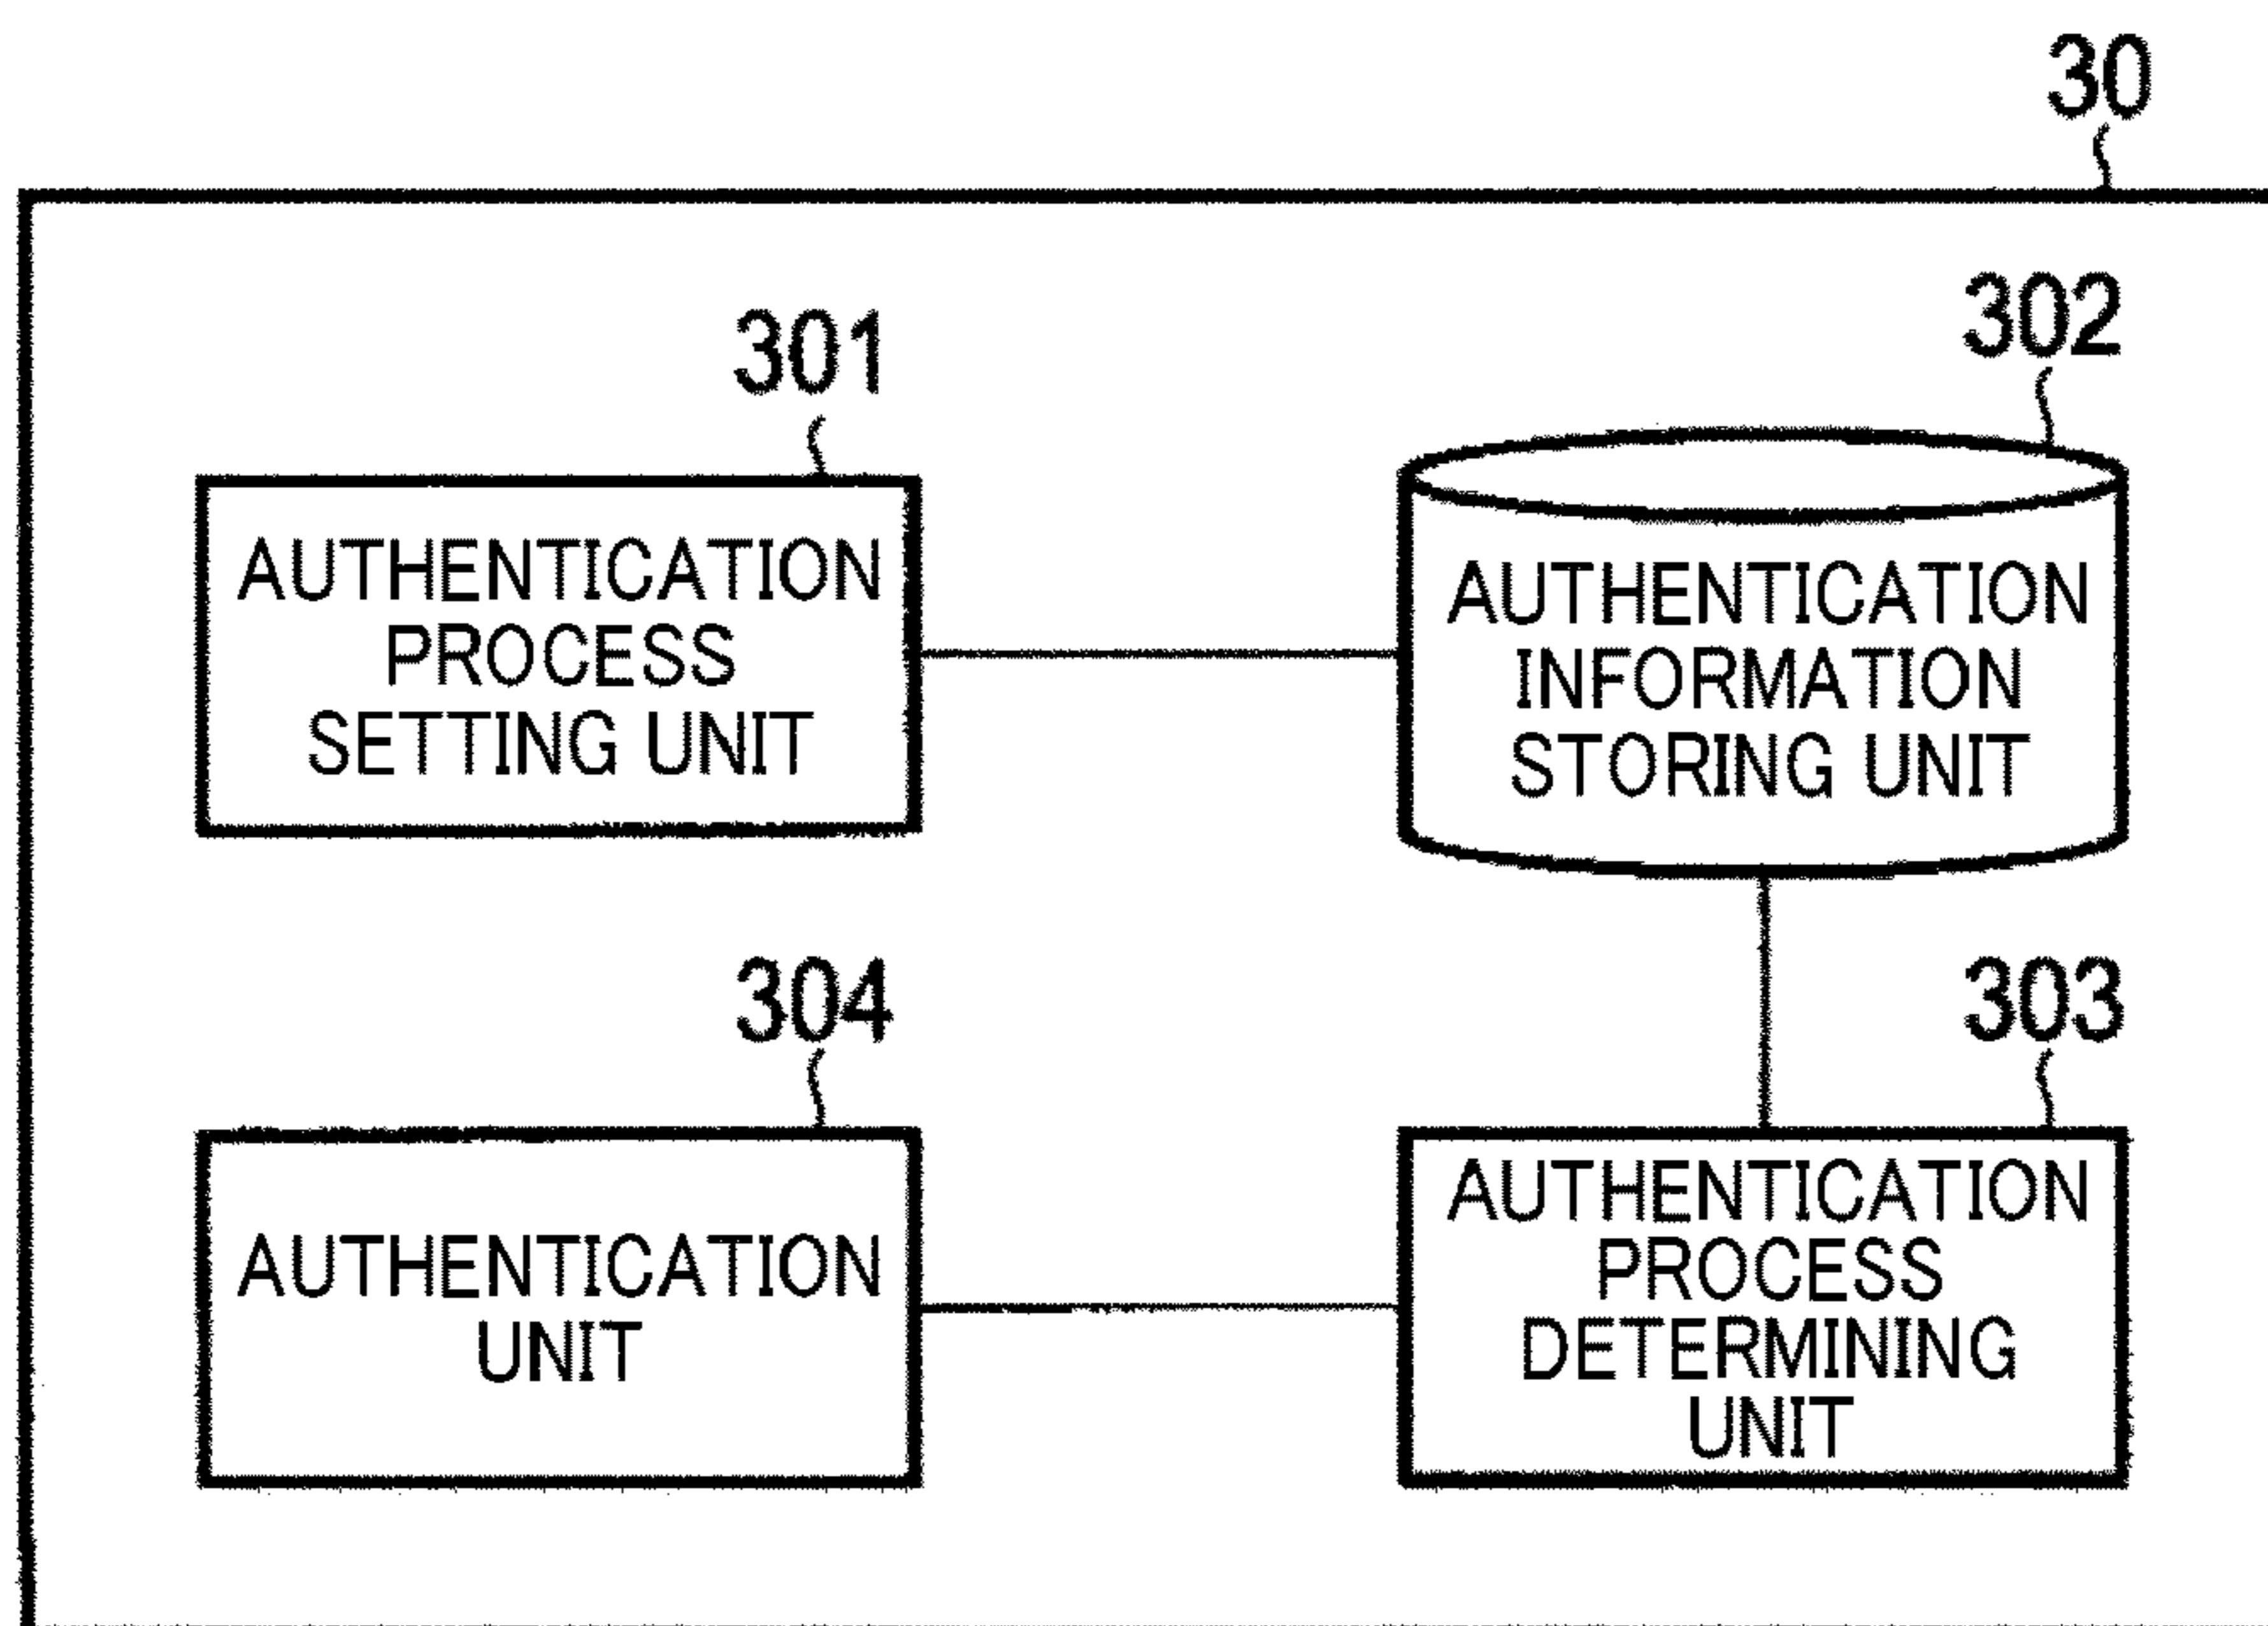 30
301
AUTHENTICATION
PROCESS
SETTING UNIT
302
AUTHENTICATION
INFORMATION
STORING UNIT
304
AUTHENTICATION
UNIT
303
AUTHENTICATION
PROCESS
DETERMINING
UNIT